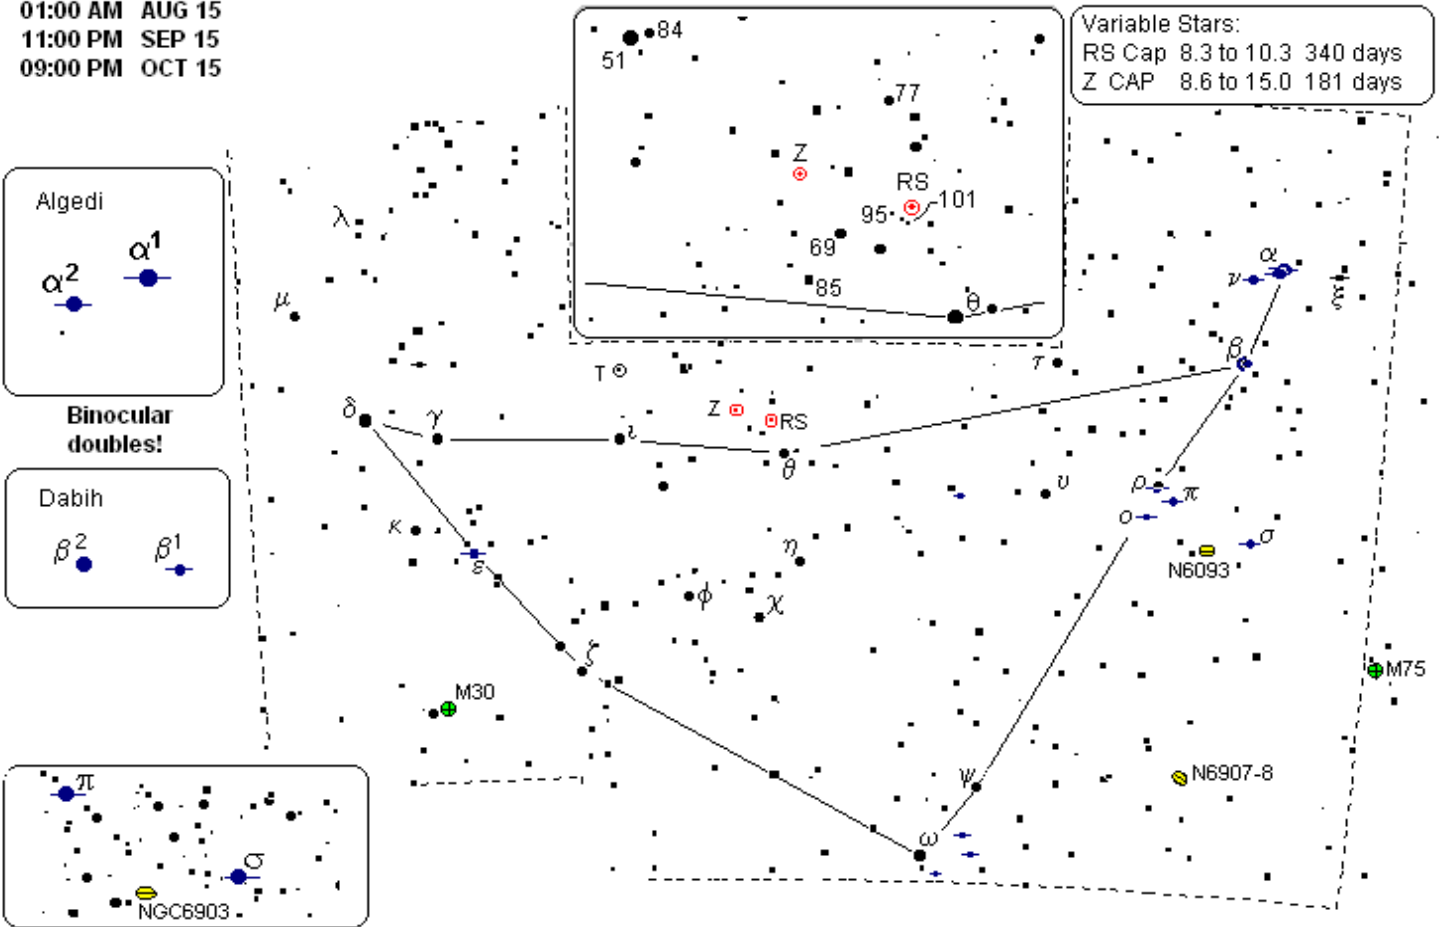 01:00 AM AUG 15
11:00 PM SEP 15
09:00 PM OCT 15
Variable Stars:
RS Cap 8.3 to 10.3 340 days
Z CAP 8.6 to 15.0 181 days
84
51
77
Z
RS
95
101
69
85
θ
Algedi
α1
α2
Binocular
doubles!
Dabih
β2
β1
λ
μ
α
ν
ξ
β
τ
T
δ
γ
ι
Z
RS
θ
υ
ρ
π
ο
σ
N6093
κ
ε
η
φ
χ
ζ
M30
M75
N6907-8
ψ
ω
π
σ
NGC6903